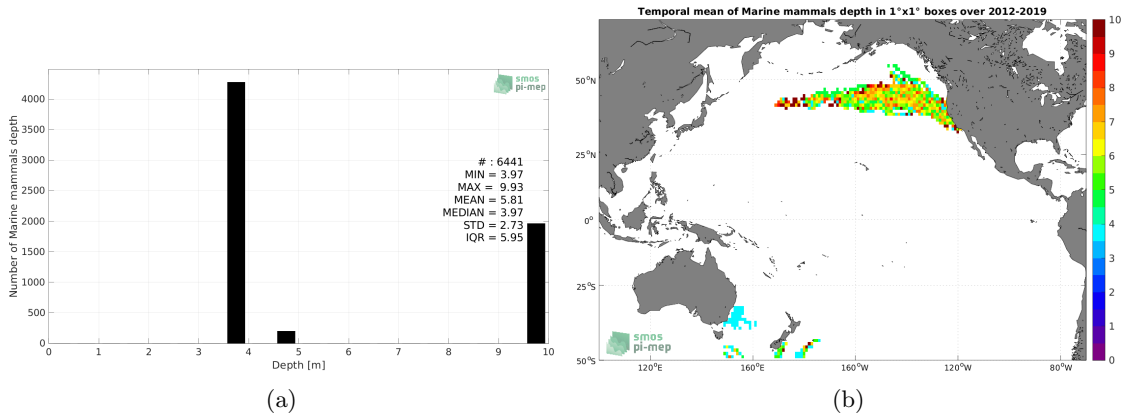 smos
pi-mep
Number of Marine mammals depth
4000
3500
3000
2500
2000
1500
1000
500
0
# : 6441
MIN = 3.97
MAX = 9.93
MEAN = 5.81
MEDIAN = 3.97
STD = 2.73
IQR = 5.95
0 1 2 3 4 5 6 7 8 9 10
Depth [m]
(a)
Temporal mean of Marine mammals depth in 1°x1° boxes over 2012-2019
50°N
25°N
0°
25°S
50°S
120°E 160°E 160°W 120°W 80°W
smos
pi-mep
10
9
8
7
6
5
4
3
2
1
0
(b)